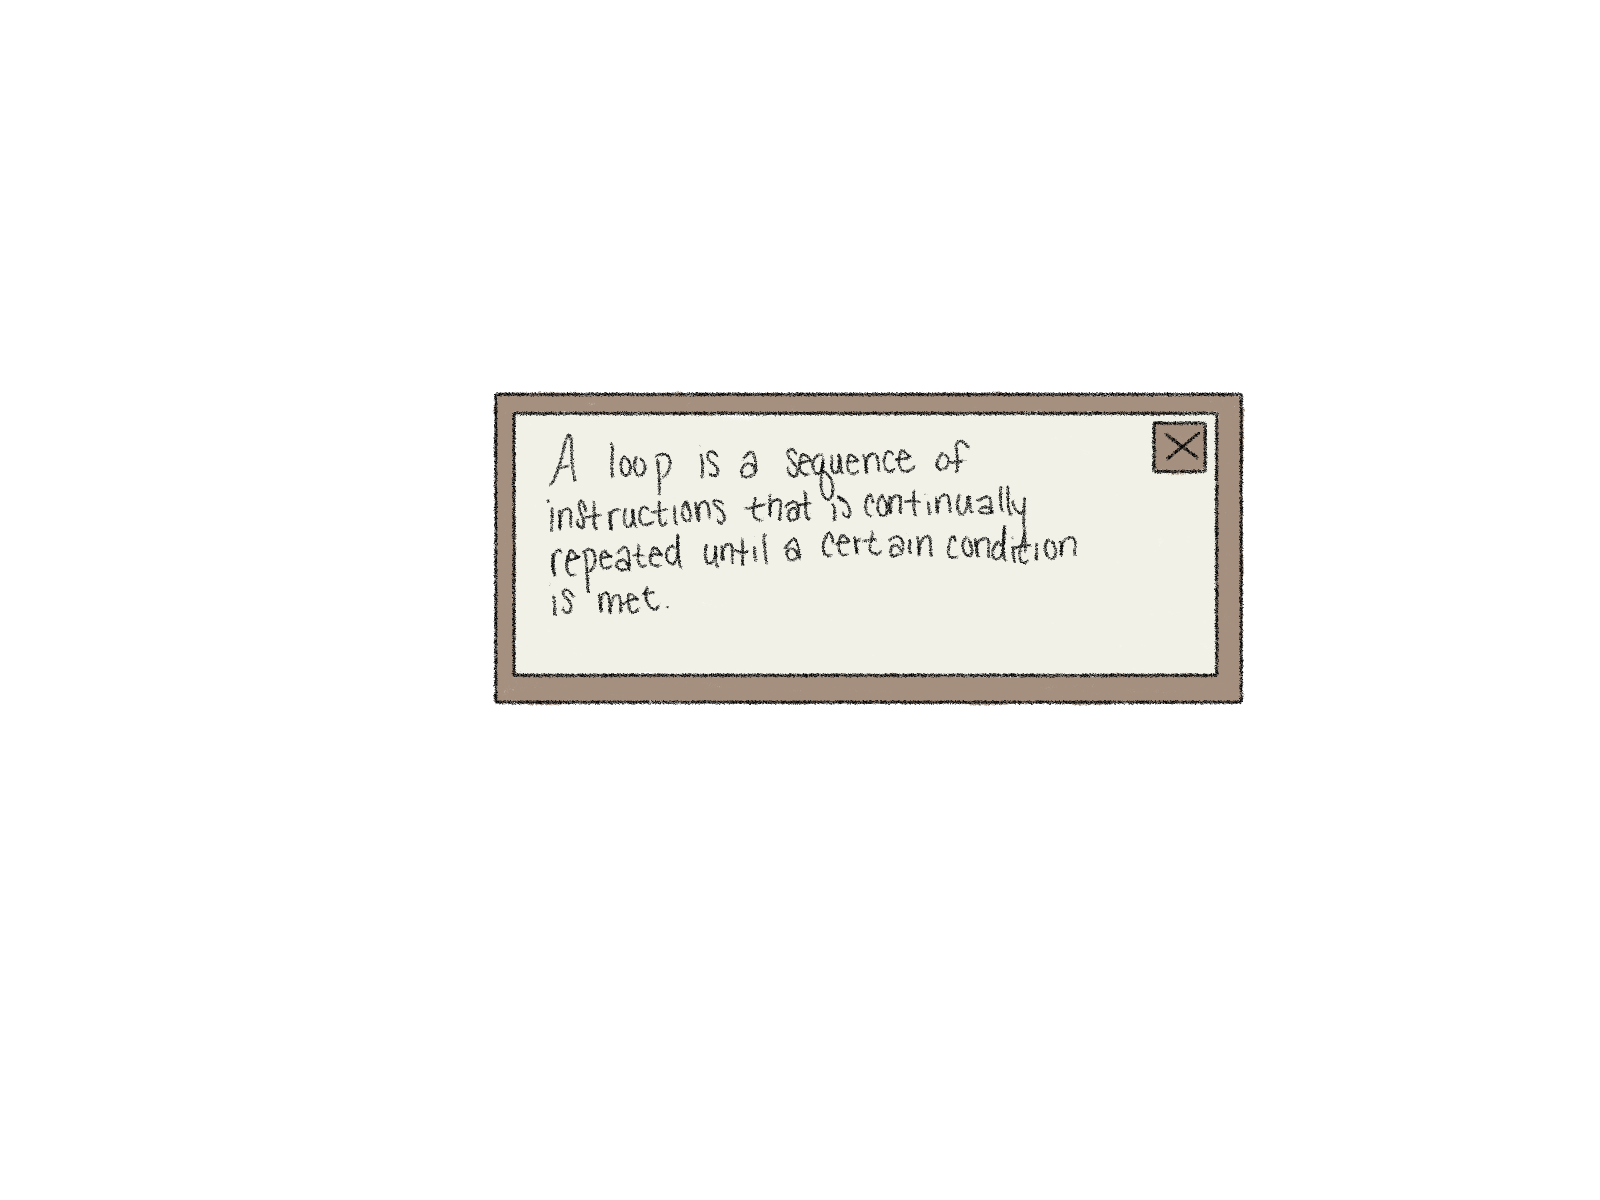 A loop is a sequence of
instructions that is continually
repeated until a certain condition
is met.